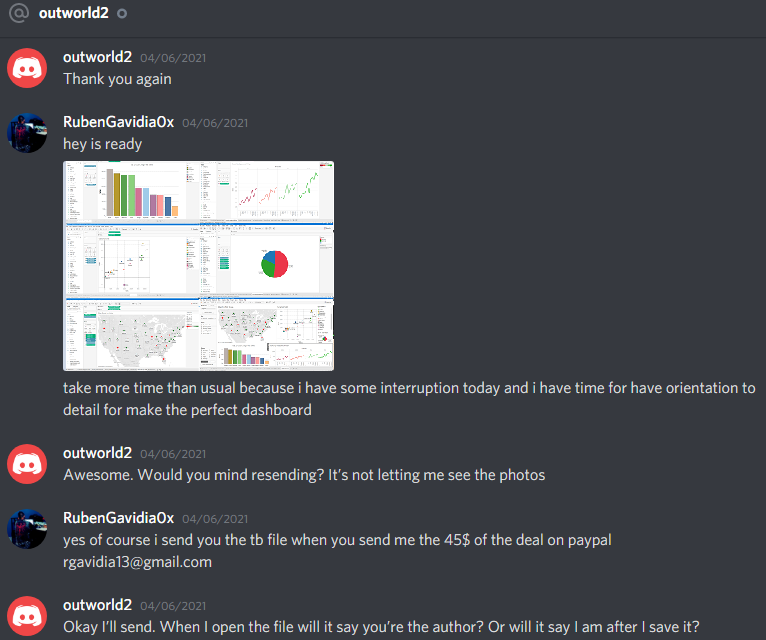 @ outworld2
outworld2 04/06/2021
Thank you again
RubenGavidia0x 04/06/2021
hey is ready
take more time than usual because i have some interruption today and i have time for have orientation to
detail for make the perfect dashboard
outworld2 04/06/2021
Awesome. Would you mind resending? It's not letting me see the photos
RubenGavidia0x 04/06/2021
yes of course i send you the tb file when you send me the 45$ of the deal on paypal
rgavidia13@gmail.com
outworld2 04/06/2021
Okay I'll send. When I open the file will it say you're the author? Or will it say I am after I save it?